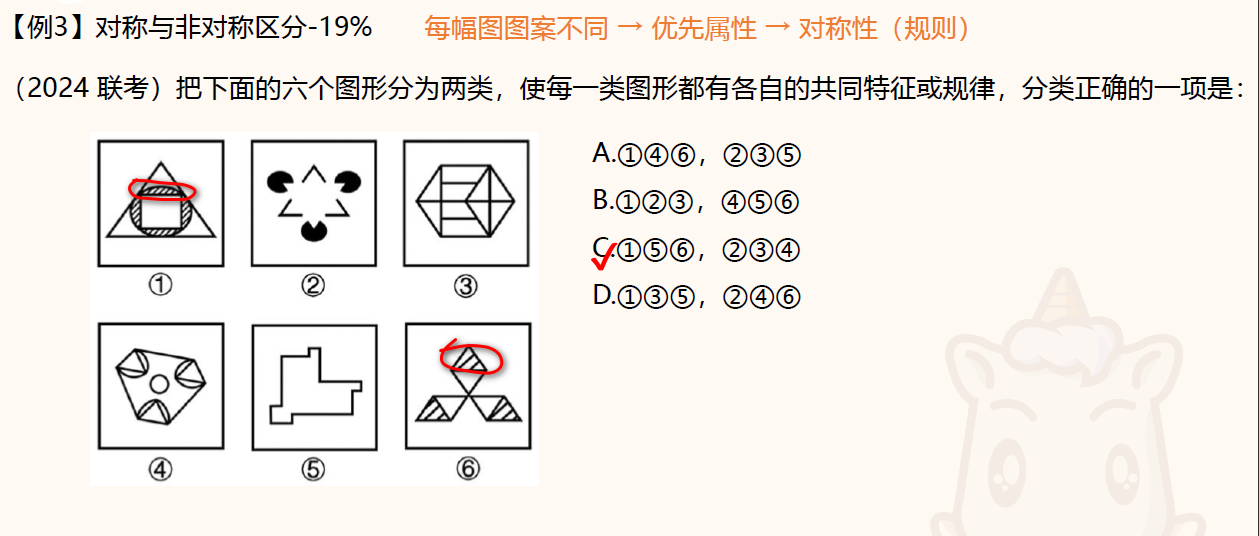 【例3】对称与非对称区分-19% 每幅图图案不同 → 优先属性 → 对称性（规则）
（2024 联考）把下面的六个图形分为两类，使每一类图形都有各自的共同特征或规律，分类正确的一项是：
A.①④⑥，②③⑤
B.①②③，④⑤⑥
C.①⑤⑥，②③④
D.①③⑤，②④⑥
① ② ③
④ ⑤ ⑥